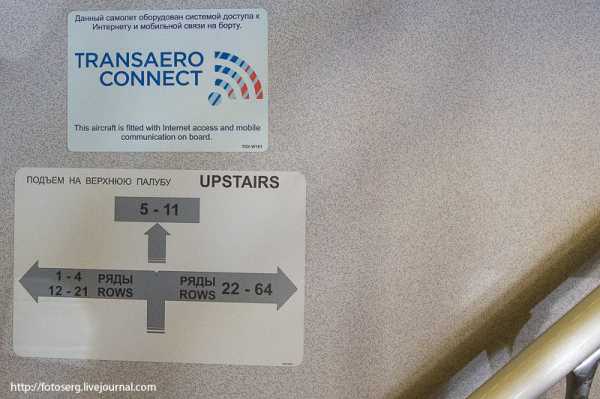 Данный самолет оборудован системой доступа к
Интернету и мобильной связи на борту.
TRANSAERO
CONNECT
This aircraft is fitted with Internet access and mobile
communication on board.
ПОДЪЕМ НА ВЕРХНЮЮ ПАЛУБУ UPSTAIRS
5 - 11
1 - 4 РЯДЫ
12 - 21 ROWS
РЯДЫ
ROWS 22 - 64
http://fotoserg.livejournal.com